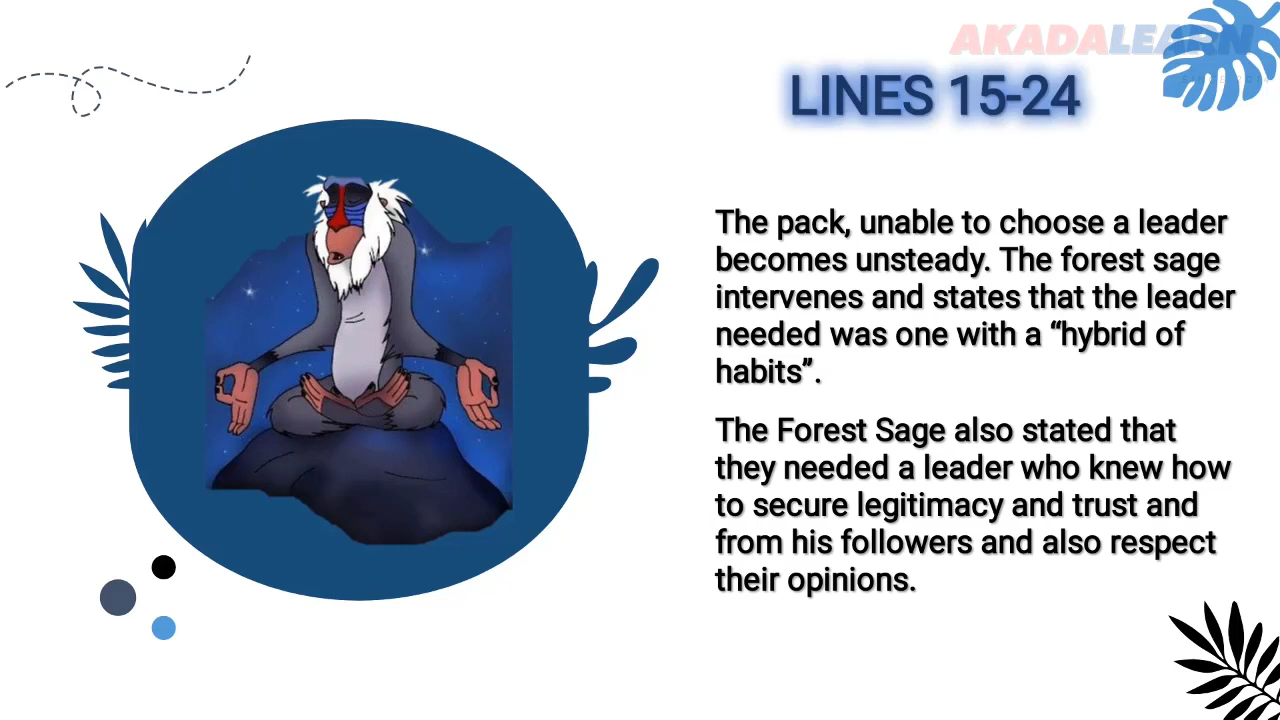 AKADALEARN
LINES 15-24
The pack, unable to choose a leader
becomes unsteady. The forest sage
intervenes and states that the leader
needed was one with a “hybrid of
habits”.
The Forest Sage also stated that
they needed a leader who knew how
to secure legitimacy and trust and
from his followers and also respect
their opinions.